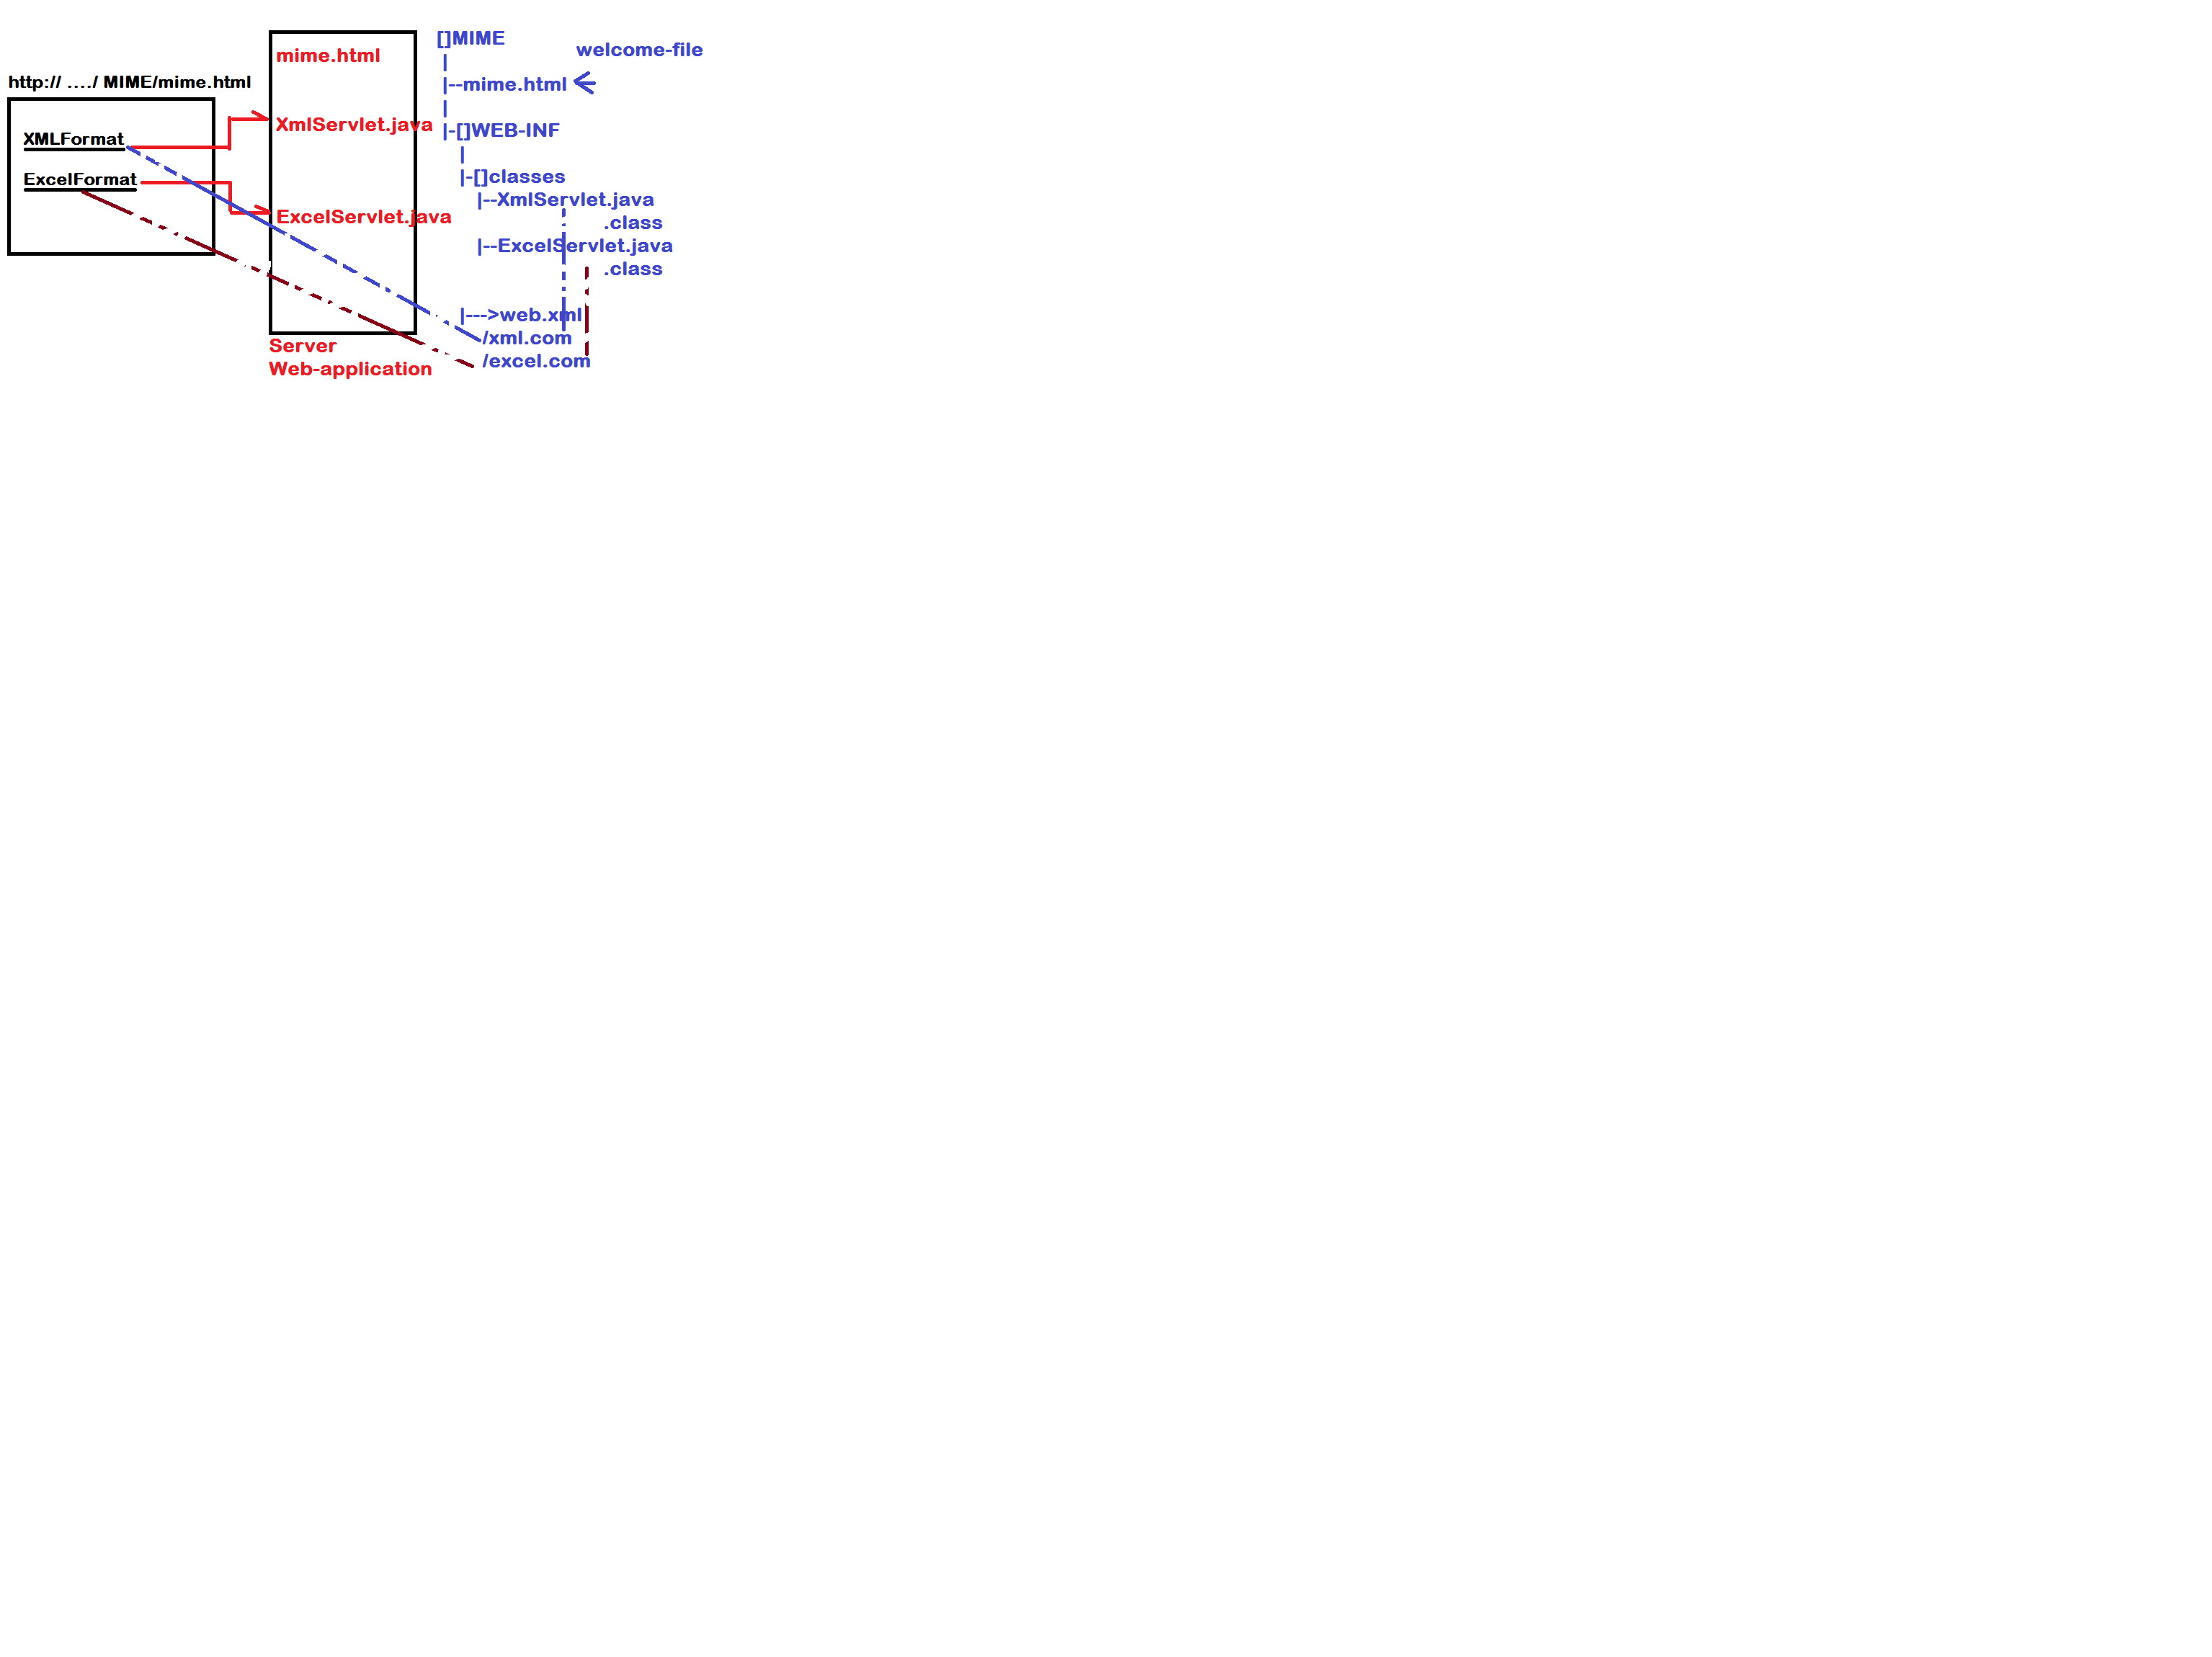 http:// ..../ MIME/mime.html
XMLFormat
ExcelFormat
mime.html
XmlServlet.java
ExcelServlet.java
Server
Web-application
[]MIME
|
|--mime.html
|
|-[]WEB-INF
|
|-[]classes
|--XmlServlet.java
.class
|--ExcelServlet.java
.class
|--->web.xml
/xml.com
/excel.com
welcome-file